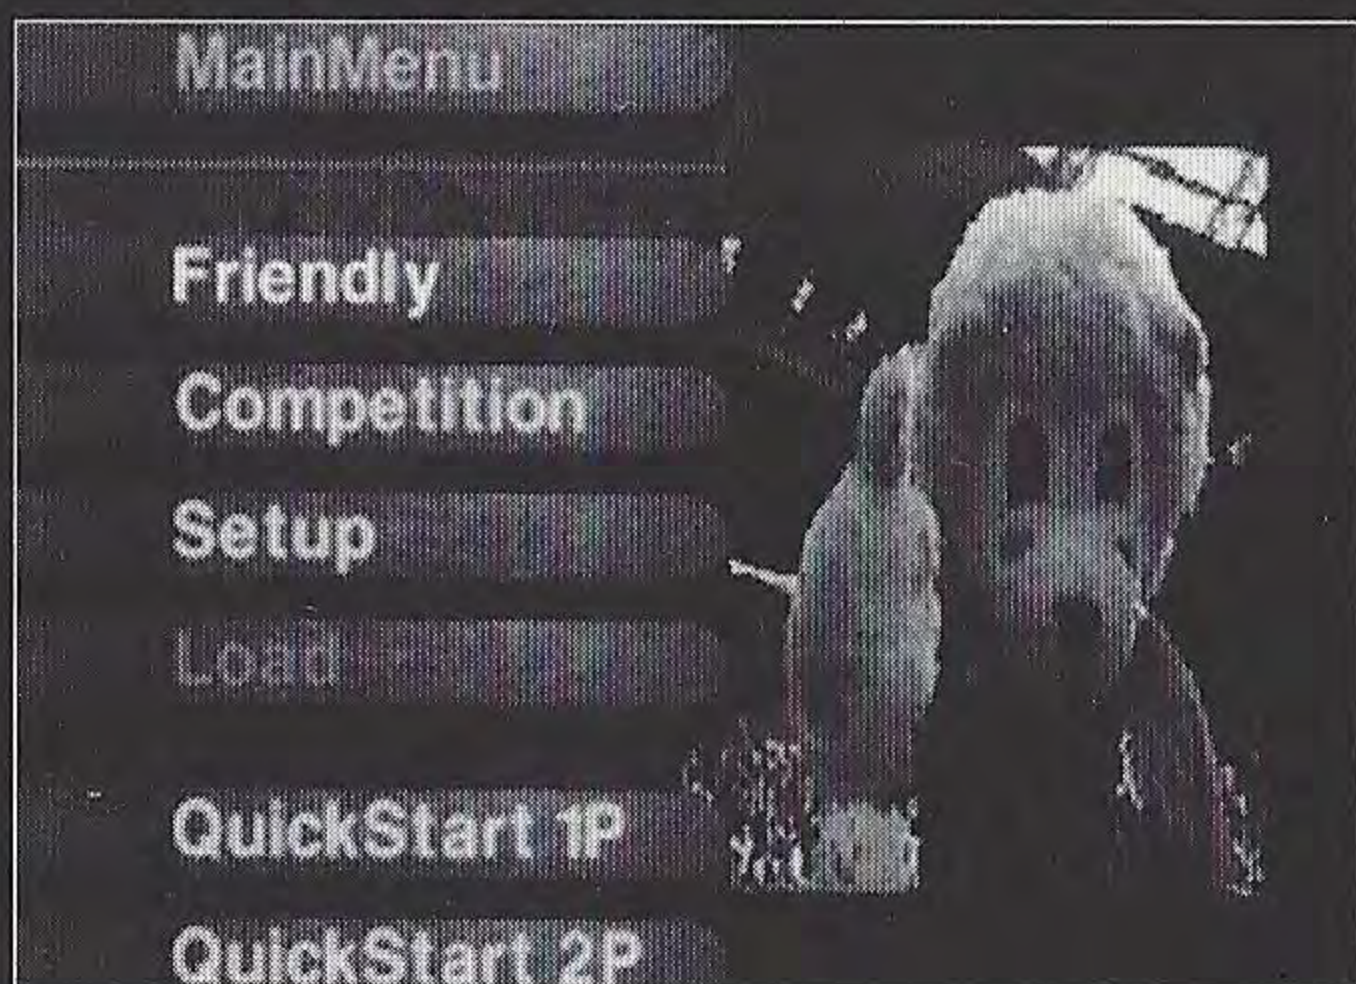 MainMenu
Friendly
Competition
Setup
Load
QuickStart 1P
QuickStart 2P